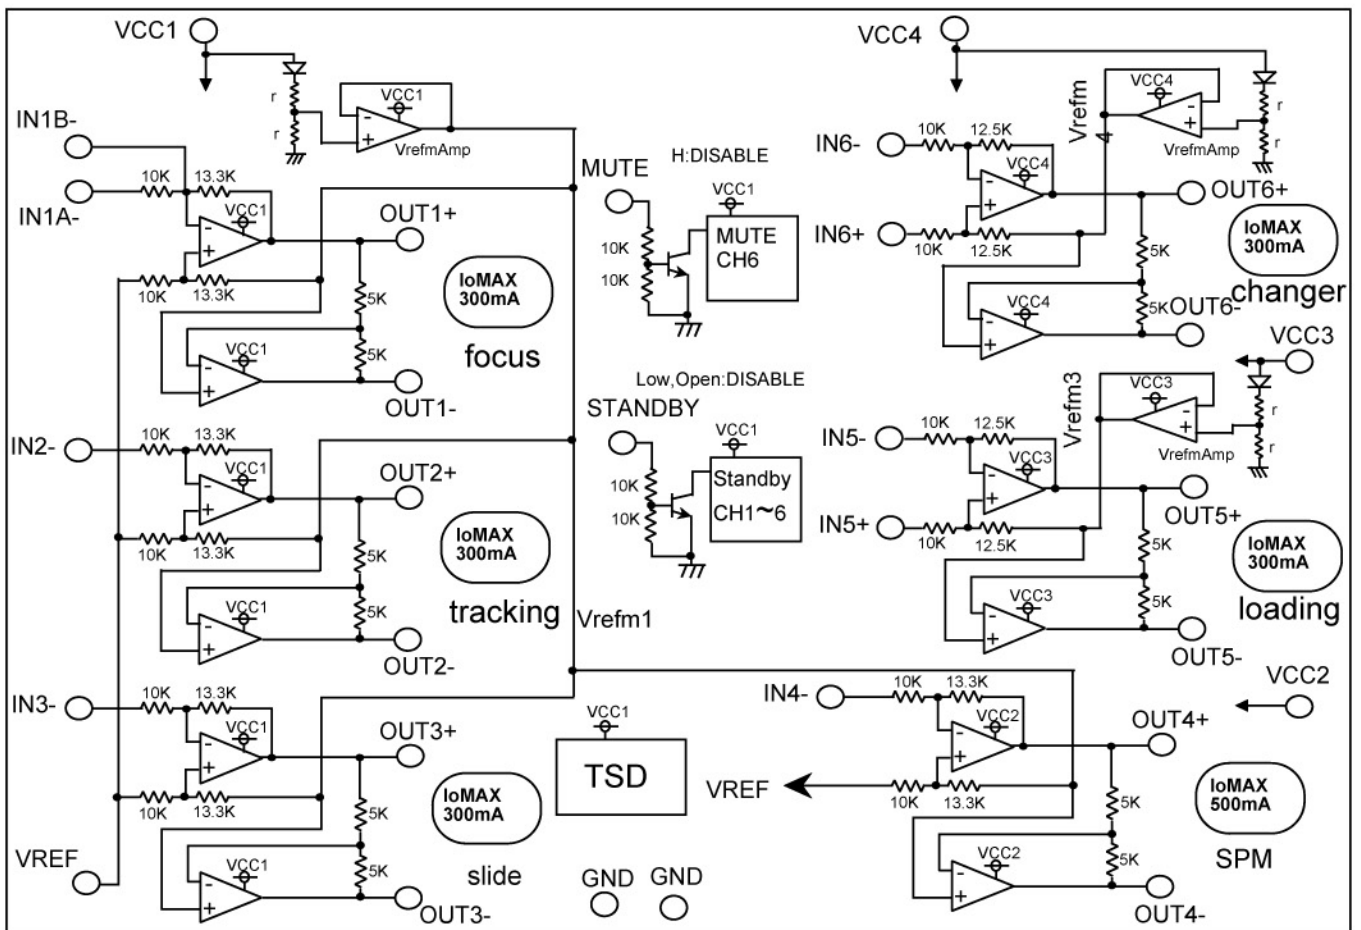 VCC1
r
r
VCC1
VrefmAmp
IN1B-
IN1A-
10K
13.3K
VCC1
OUT1+
10K
13.3K
5K
5K
IoMAX
300mA
focus
VCC1
OUT1-
IN2-
10K
13.3K
VCC1
OUT2+
10K
13.3K
5K
5K
IoMAX
300mA
tracking
VCC1
OUT2-
Vrefm1
IN3-
10K
13.3K
VCC1
OUT3+
10K
13.3K
5K
5K
IoMAX
300mA
slide
VCC1
OUT3-
VREF
MUTE
H:DISABLE
VCC1
10K
10K
MUTE
CH6
Low,Open:DISABLE
STANDBY
VCC1
10K
10K
Standby
CH1~6
VCC1
TSD
GND
GND
VCC4
Vrefm
4
VCC4
VrefmAmp
r
r
IN6-
10K
12.5K
VCC4
OUT6+
IN6+
10K
12.5K
5K
5K
IoMAX
300mA
changer
VCC4
OUT6-
VCC3
Vrefm3
VCC3
VrefmAmp
r
r
IN5-
10K
12.5K
VCC3
OUT5+
IN5+
10K
12.5K
5K
5K
IoMAX
300mA
loading
VCC3
OUT5-
VCC2
IN4-
10K
13.3K
VCC2
OUT4+
VREF
10K
13.3K
5K
5K
IoMAX
500mA
SPM
VCC2
OUT4-